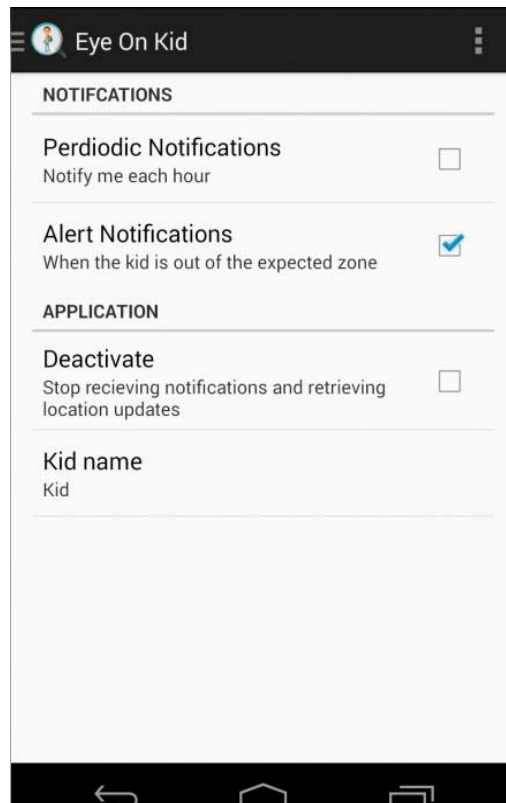 Eye On Kid
NOTIFCATIONS
Perdiodic Notifications
Notify me each hour
Alert Notifications
When the kid is out of the expected zone
APPLICATION
Deactivate
Stop recieving notifications and retrieving
location updates
Kid name
Kid